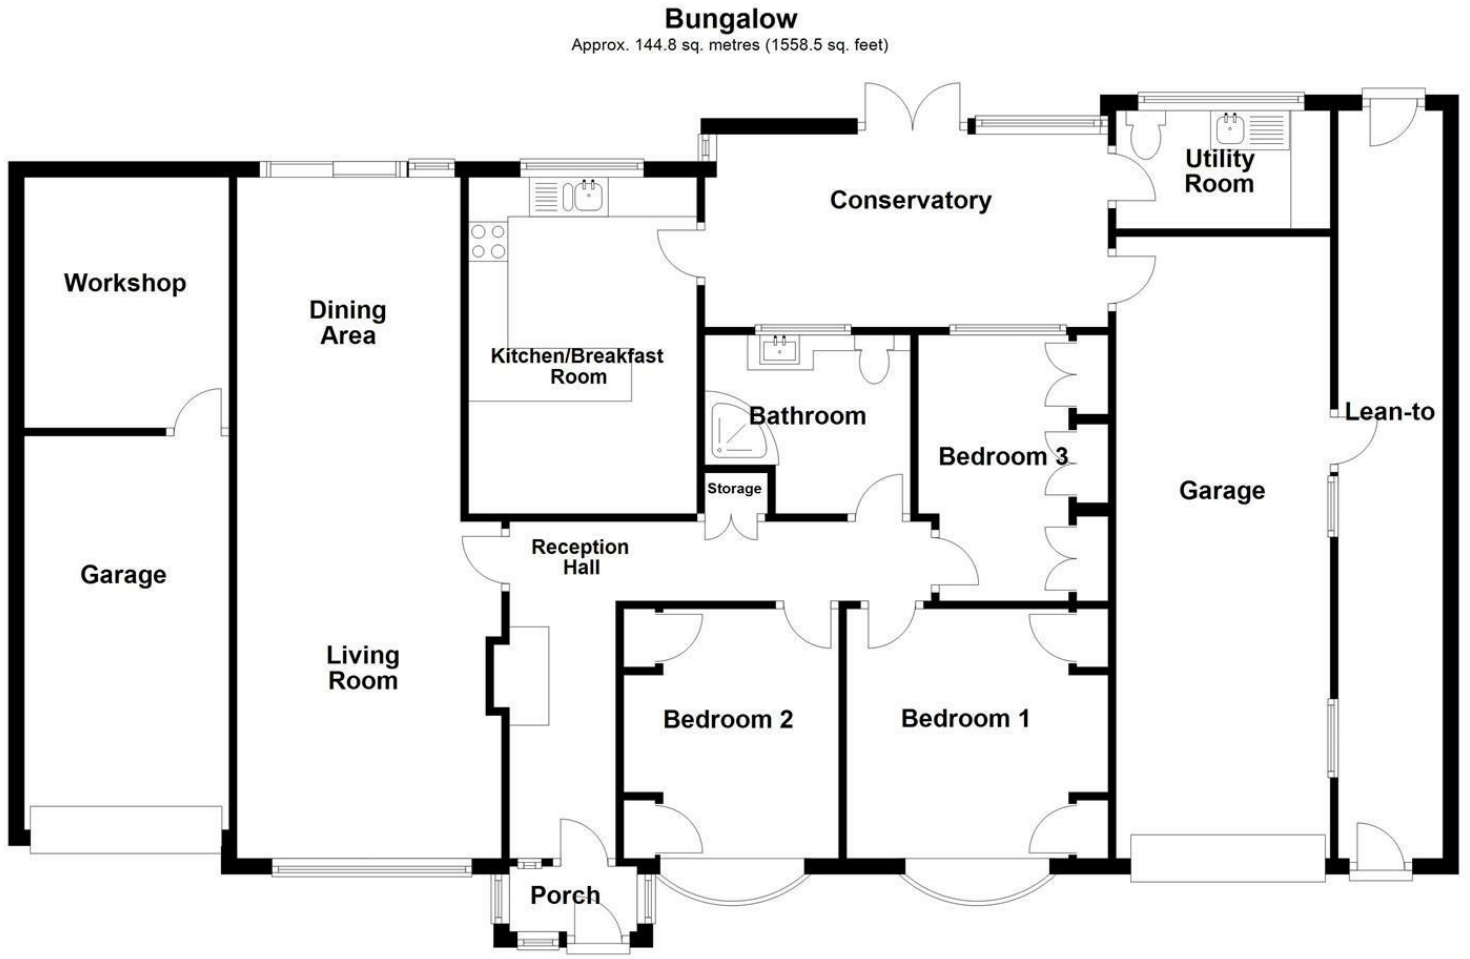 Bungalow
Approx. 144.8 sq. metres (1558.5 sq. feet)
Utility
Room
Conservatory
Workshop
Dining
Area
Kitchen/Breakfast
Room
Bathroom
Lean-to
Bedroom 3
Storage
Garage
Reception
Hall
Garage
Living
Room
Bedroom 2
Bedroom 1
Porch